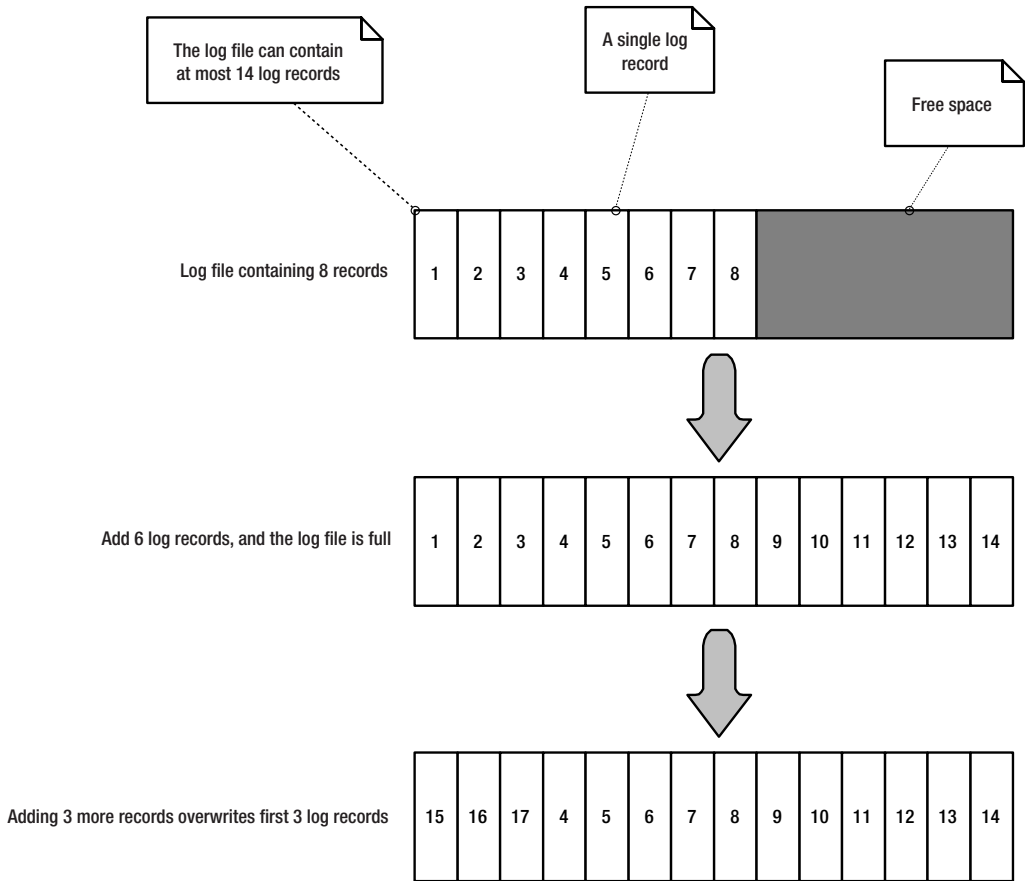 The log file can contain
at most 14 log records
A single log
record
Free space
Log file containing 8 records
1 2 3 4 5 6 7 8
Add 6 log records, and the log file is full
1 2 3 4 5 6 7 8 9 10 11 12 13 14
Adding 3 more records overwrites first 3 log records
15 16 17 4 5 6 7 8 9 10 11 12 13 14